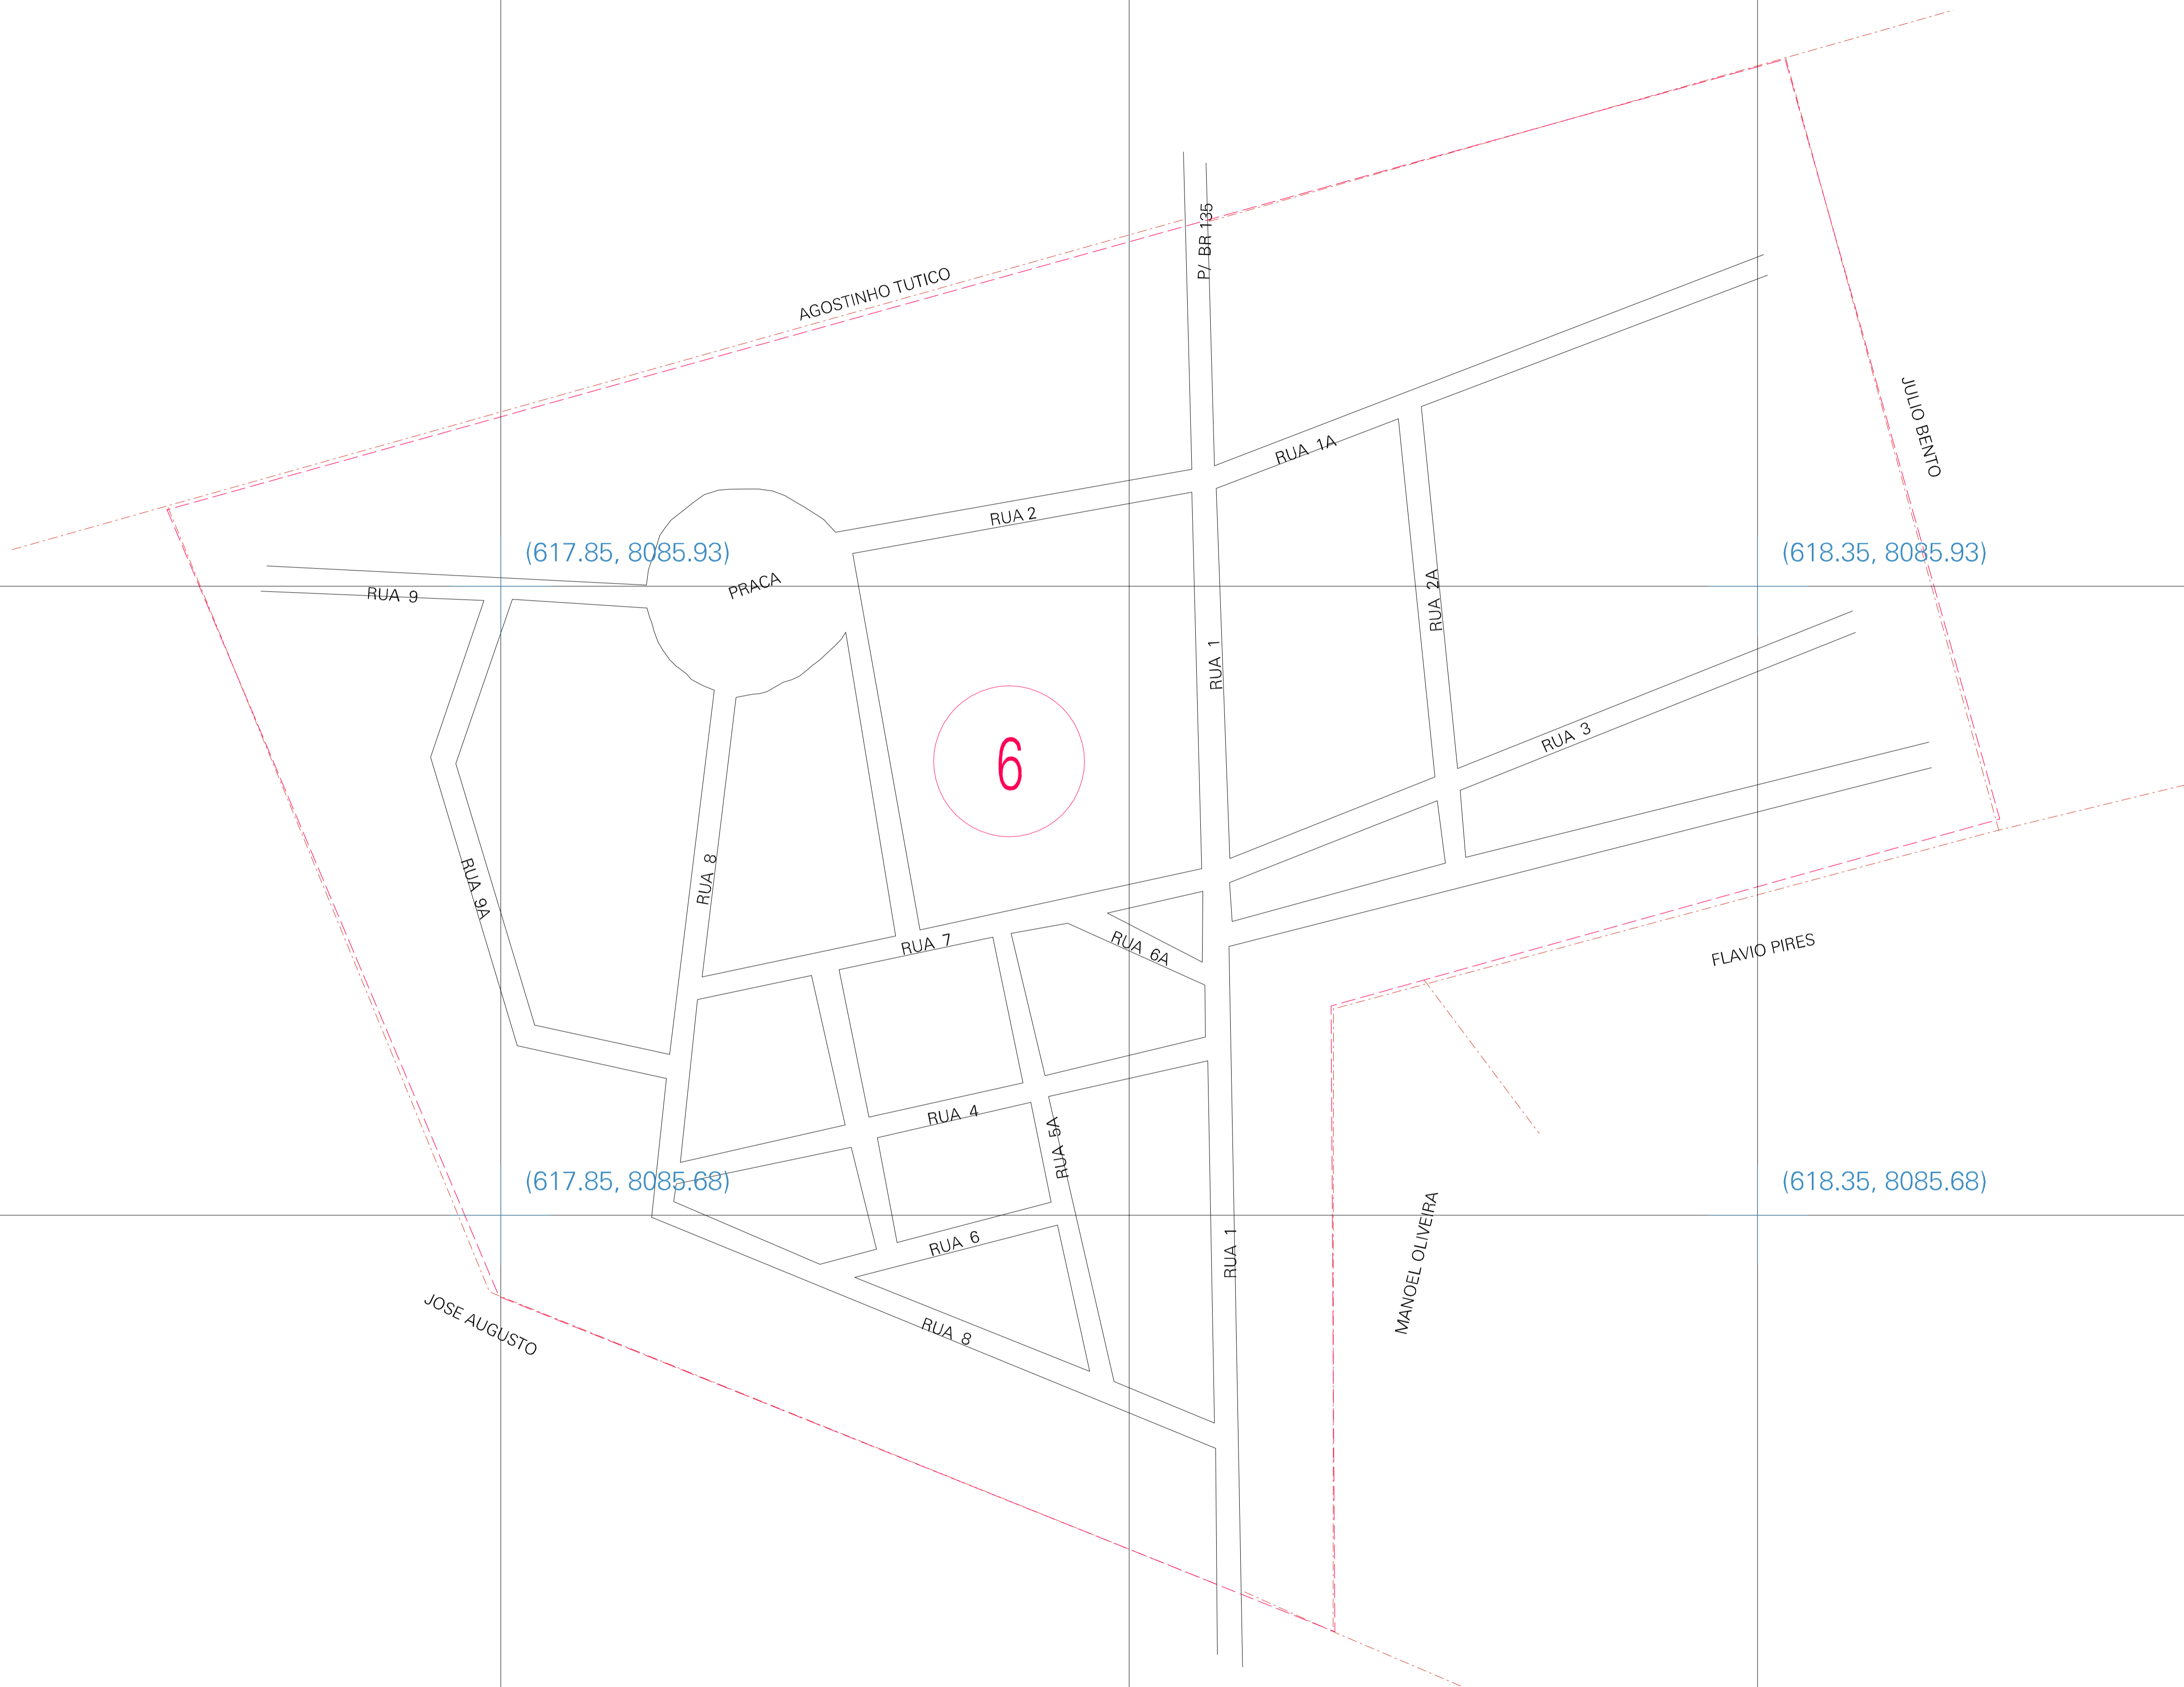 P/ BR 135
AGOSTINHO TUTICO
JULIO BENTO
RUA 1A
RUA 2
(617.85, 8085.93)
(618.35, 8085.93)
PRACA
RUA 9
RUA 2A
RUA 1
RUA 3
6
RUA 8
RUA 9A
RUA 7
RUA 6A
FLAVIO PIRES
RUA 4
RUA 5A
(617.85, 8085.68)
(618.35, 8085.68)
RUA 6
RUA 1
MANOEL OLIVEIRA
JOSE AUGUSTO
RUA 8